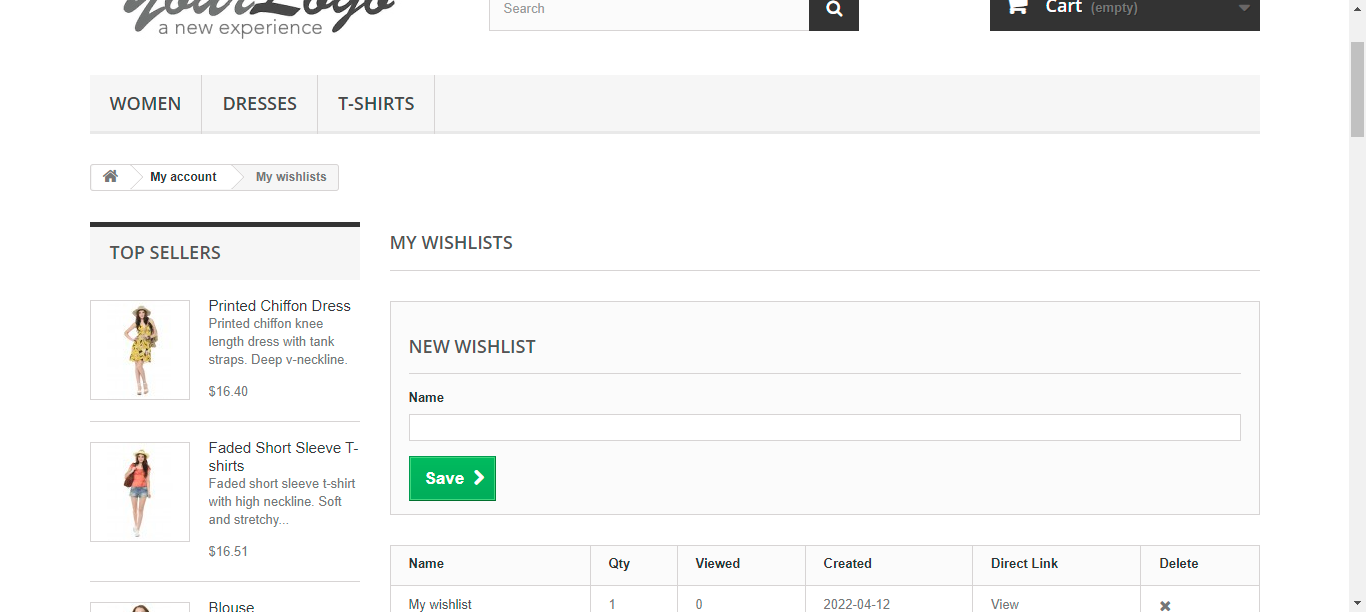 yourLogo
a new experience
Search
Cart (empty)
WOMEN DRESSES T-SHIRTS
My account My wishlists
TOP SELLERS
Printed Chiffon Dress
Printed chiffon knee
length dress with tank
straps. Deep v-neckline.
$16.40
Faded Short Sleeve T-
shirts
Faded short sleeve t-shirt
with high neckline. Soft
and stretchy...
$16.51
Blouse
MY WISHLISTS
NEW WISHLIST
Name
Save
Name Qty Viewed Created Direct Link Delete
My wishlist 1 0 2022-04-12 View